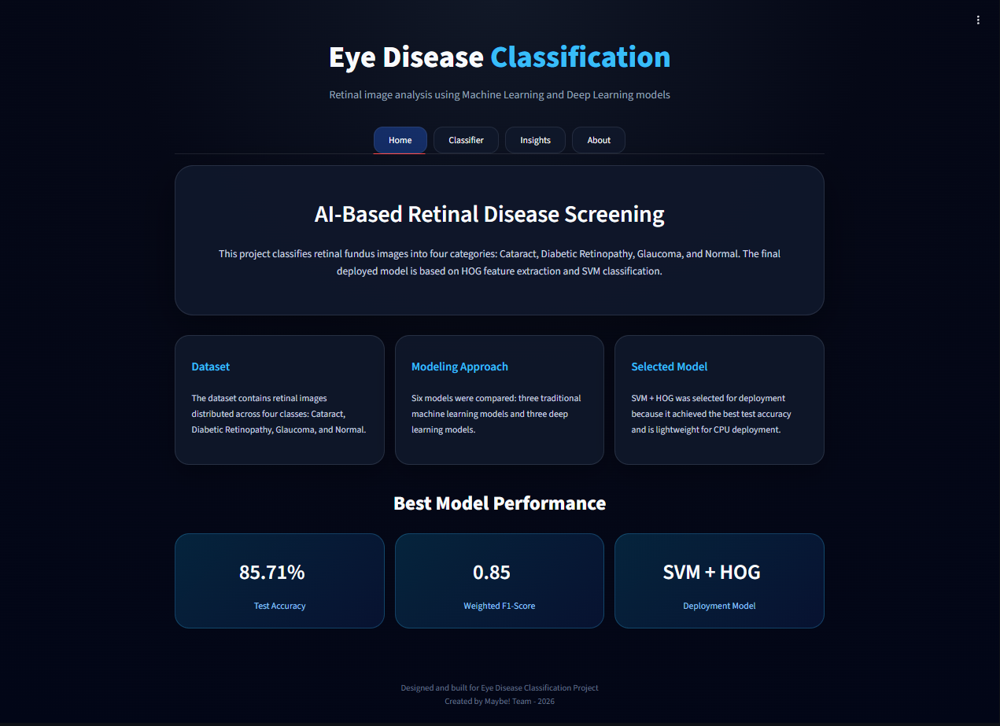 Eye Disease Classification
Retinal image analysis using Machine Learning and Deep Learning models
Home
Classifier
Insights
About
AI-Based Retinal Disease Screening
This project classifies retinal fundus images into four categories: Cataract, Diabetic Retinopathy, Glaucoma, and Normal. The final
deployed model is based on HOG feature extraction and SVM classification.
Dataset
The dataset contains retinal images
distributed across four classes: Cataract,
Diabetic Retinopathy, Glaucoma, and Normal.
Modeling Approach
Six models were compared: three traditional
machine learning models and three deep
learning models.
Selected Model
SVM + HOG was selected for deployment
because it achieved the best test accuracy
and is lightweight for CPU deployment.
Best Model Performance
85.71%
Test Accuracy
0.85
Weighted F1-Score
SVM + HOG
Deployment Model
Designed and built for Eye Disease Classification Project
Created by Maybe! Team - 2026